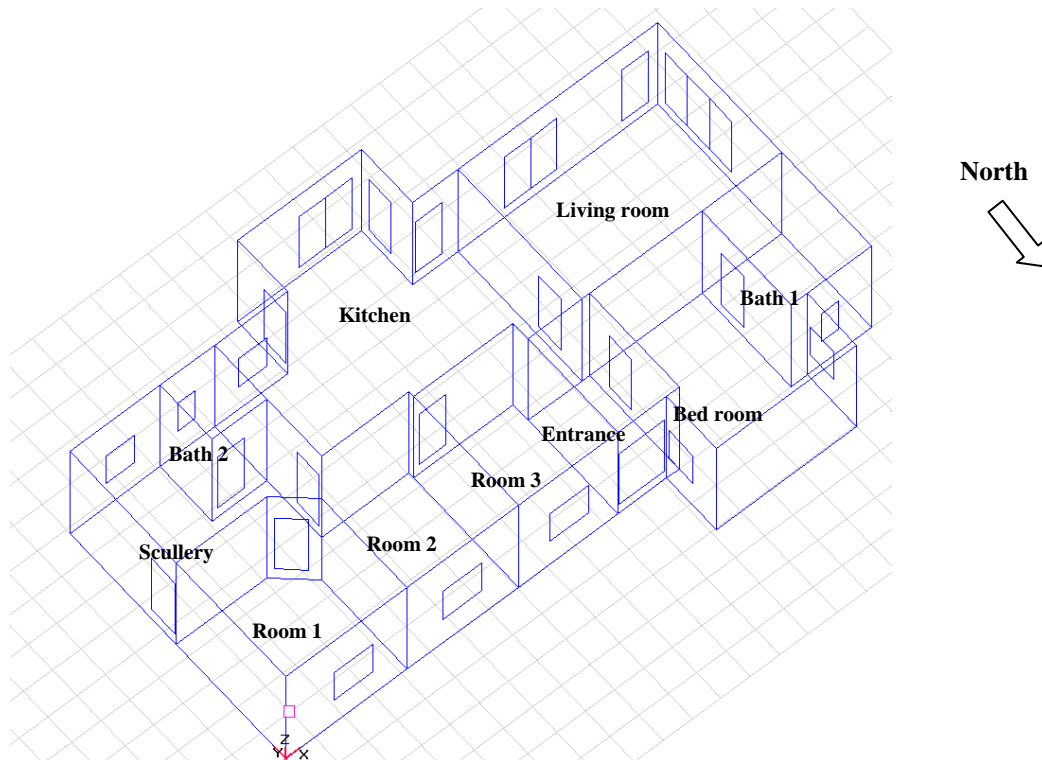 North
Living room
Bath 1
Kitchen
Bed room
Entrance
Bath 2
Room 3
Room 2
Scullery
Room 1
Z
Y X